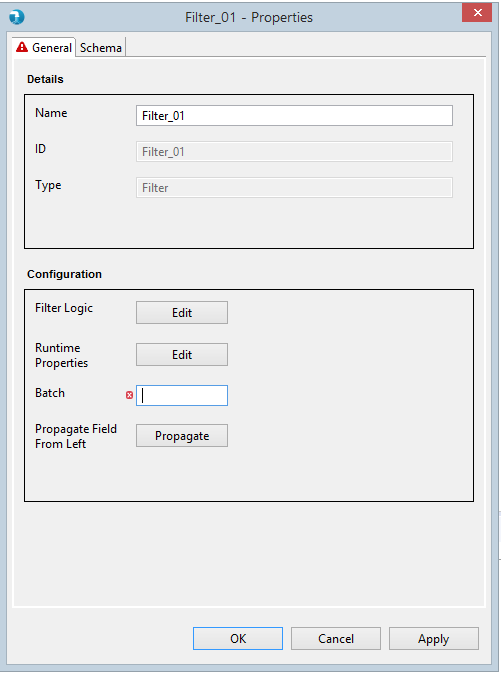 Filter_01 - Properties
General
Schema
Details
Name
Filter_01
ID
Filter_01
Type
Filter
Configuration
Filter Logic
Edit
Runtime
Properties
Edit
Batch
Propagate Field
From Left
Propagate
OK
Cancel
Apply